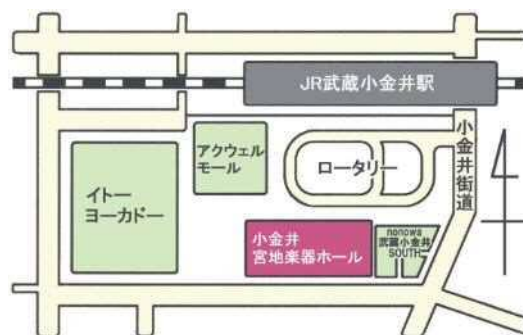 JR武蔵小金井駅
アクウェル
モール
ロータリー
小金井街道
イトー
ヨーカドー
小金井
宮地楽器ホール
nonowa
武蔵小金井
SOUTH